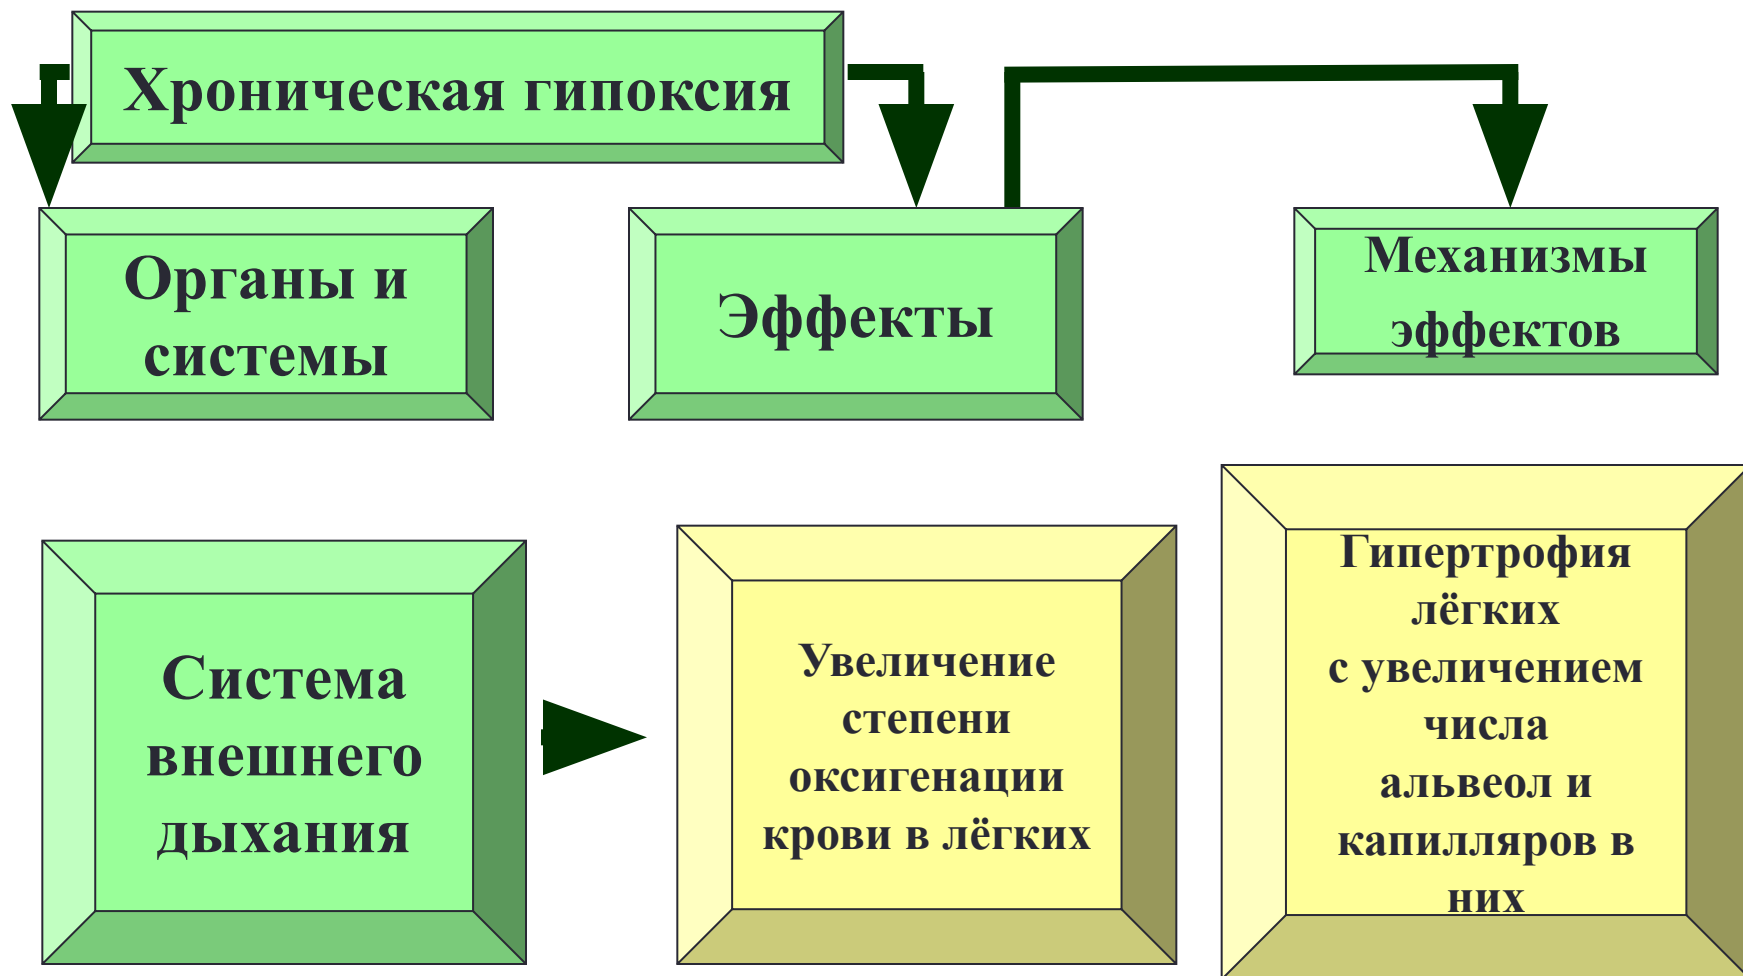 Хроническая гипоксия
Органы и
системы
Эффекты
Механизмы
эффектов
Система
внешнего
дыхания
Увеличение
степени
оксигенации
крови в лёгких
Гипертрофия
лёгких
с увеличением
числа
альвеол и
капилляров в
них